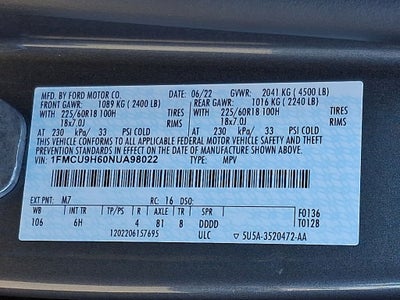 MFD. BY FORD MOTOR CO. 06/22 GVWR: 2041 KG (4500 LB)
FRONT GAWR: 1089 KG (2400 LB) REAR GAWR: 1016 KG (2240 LB)
225/60R18 100H TIRES WITH 225/60R18 100H TIRES
18x7.0J RIMS 18x7.0J RIMS
AT 230 kPa/ 33 PSI COLD AT 230 kPa/ 33 PSI COLD
THIS VEHICLE CONFORMS TO ALL APPLICABLE FEDERAL MOTOR VEHICLE SAFETY AND THEFT
PREVENTION STANDARDS IN EFFECT ON THE DATE OF MANUFACTURE SHOWN ABOVE.
VIN: 1FMCU9H60NUA98022 TYPE: MPV
EXT PNT: M7 RC: 16 DSO:
WB INT TR TP/PS R AXLE TR SPR F0136
106 6H 4 81 8 DDDD T0128
1202206157695 ULC 5U5A-3520472-AA